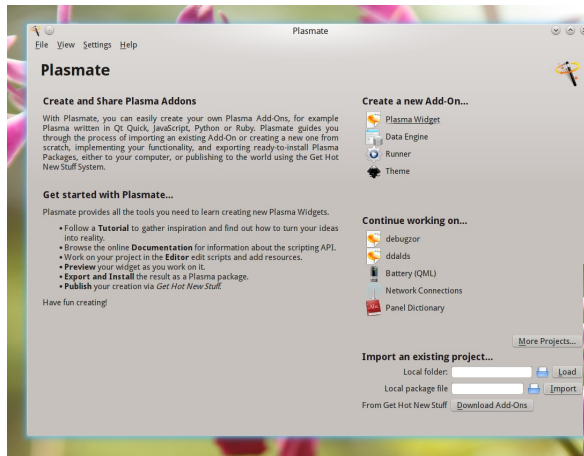 Plasmate
File View Settings Help
Plasmate
Create and Share Plasma Addons
With Plasmate, you can easily create your own Plasma Add-Ons, for example
Plasma written in Qt Quick, JavaScript, Python or Ruby. Plasmate guides you
through the process of importing an existing Add-On or creating a new one from
scratch, implementing your functionality, and exporting ready-to-install Plasma
Packages, either to your computer, or publishing to the world using the Get Hot
New Stuff System.
Get started with Plasmate...
Plasmate provides all the tools you need to learn creating new Plasma Widgets.
• Follow a Tutorial to gather inspiration and find out how to turn your ideas
into reality.
• Browse the online Documentation for information about the scripting API.
• Work on your project in the Editor edit scripts and add resources.
• Preview your widget as you work on it.
• Export and Install the result as a Plasma package.
• Publish your creation via Get Hot New Stuff.
Have fun creating!
Create a new Add-On...
Plasma Widget
Data Engine
Runner
Theme
Continue working on...
debugzor
ddalds
Battery (QML)
Network Connections
Panel Dictionary
More Projects...
Import an existing project...
Local folder:
Load
Local package file
Import
From Get Hot New Stuff
Download Add-Ons